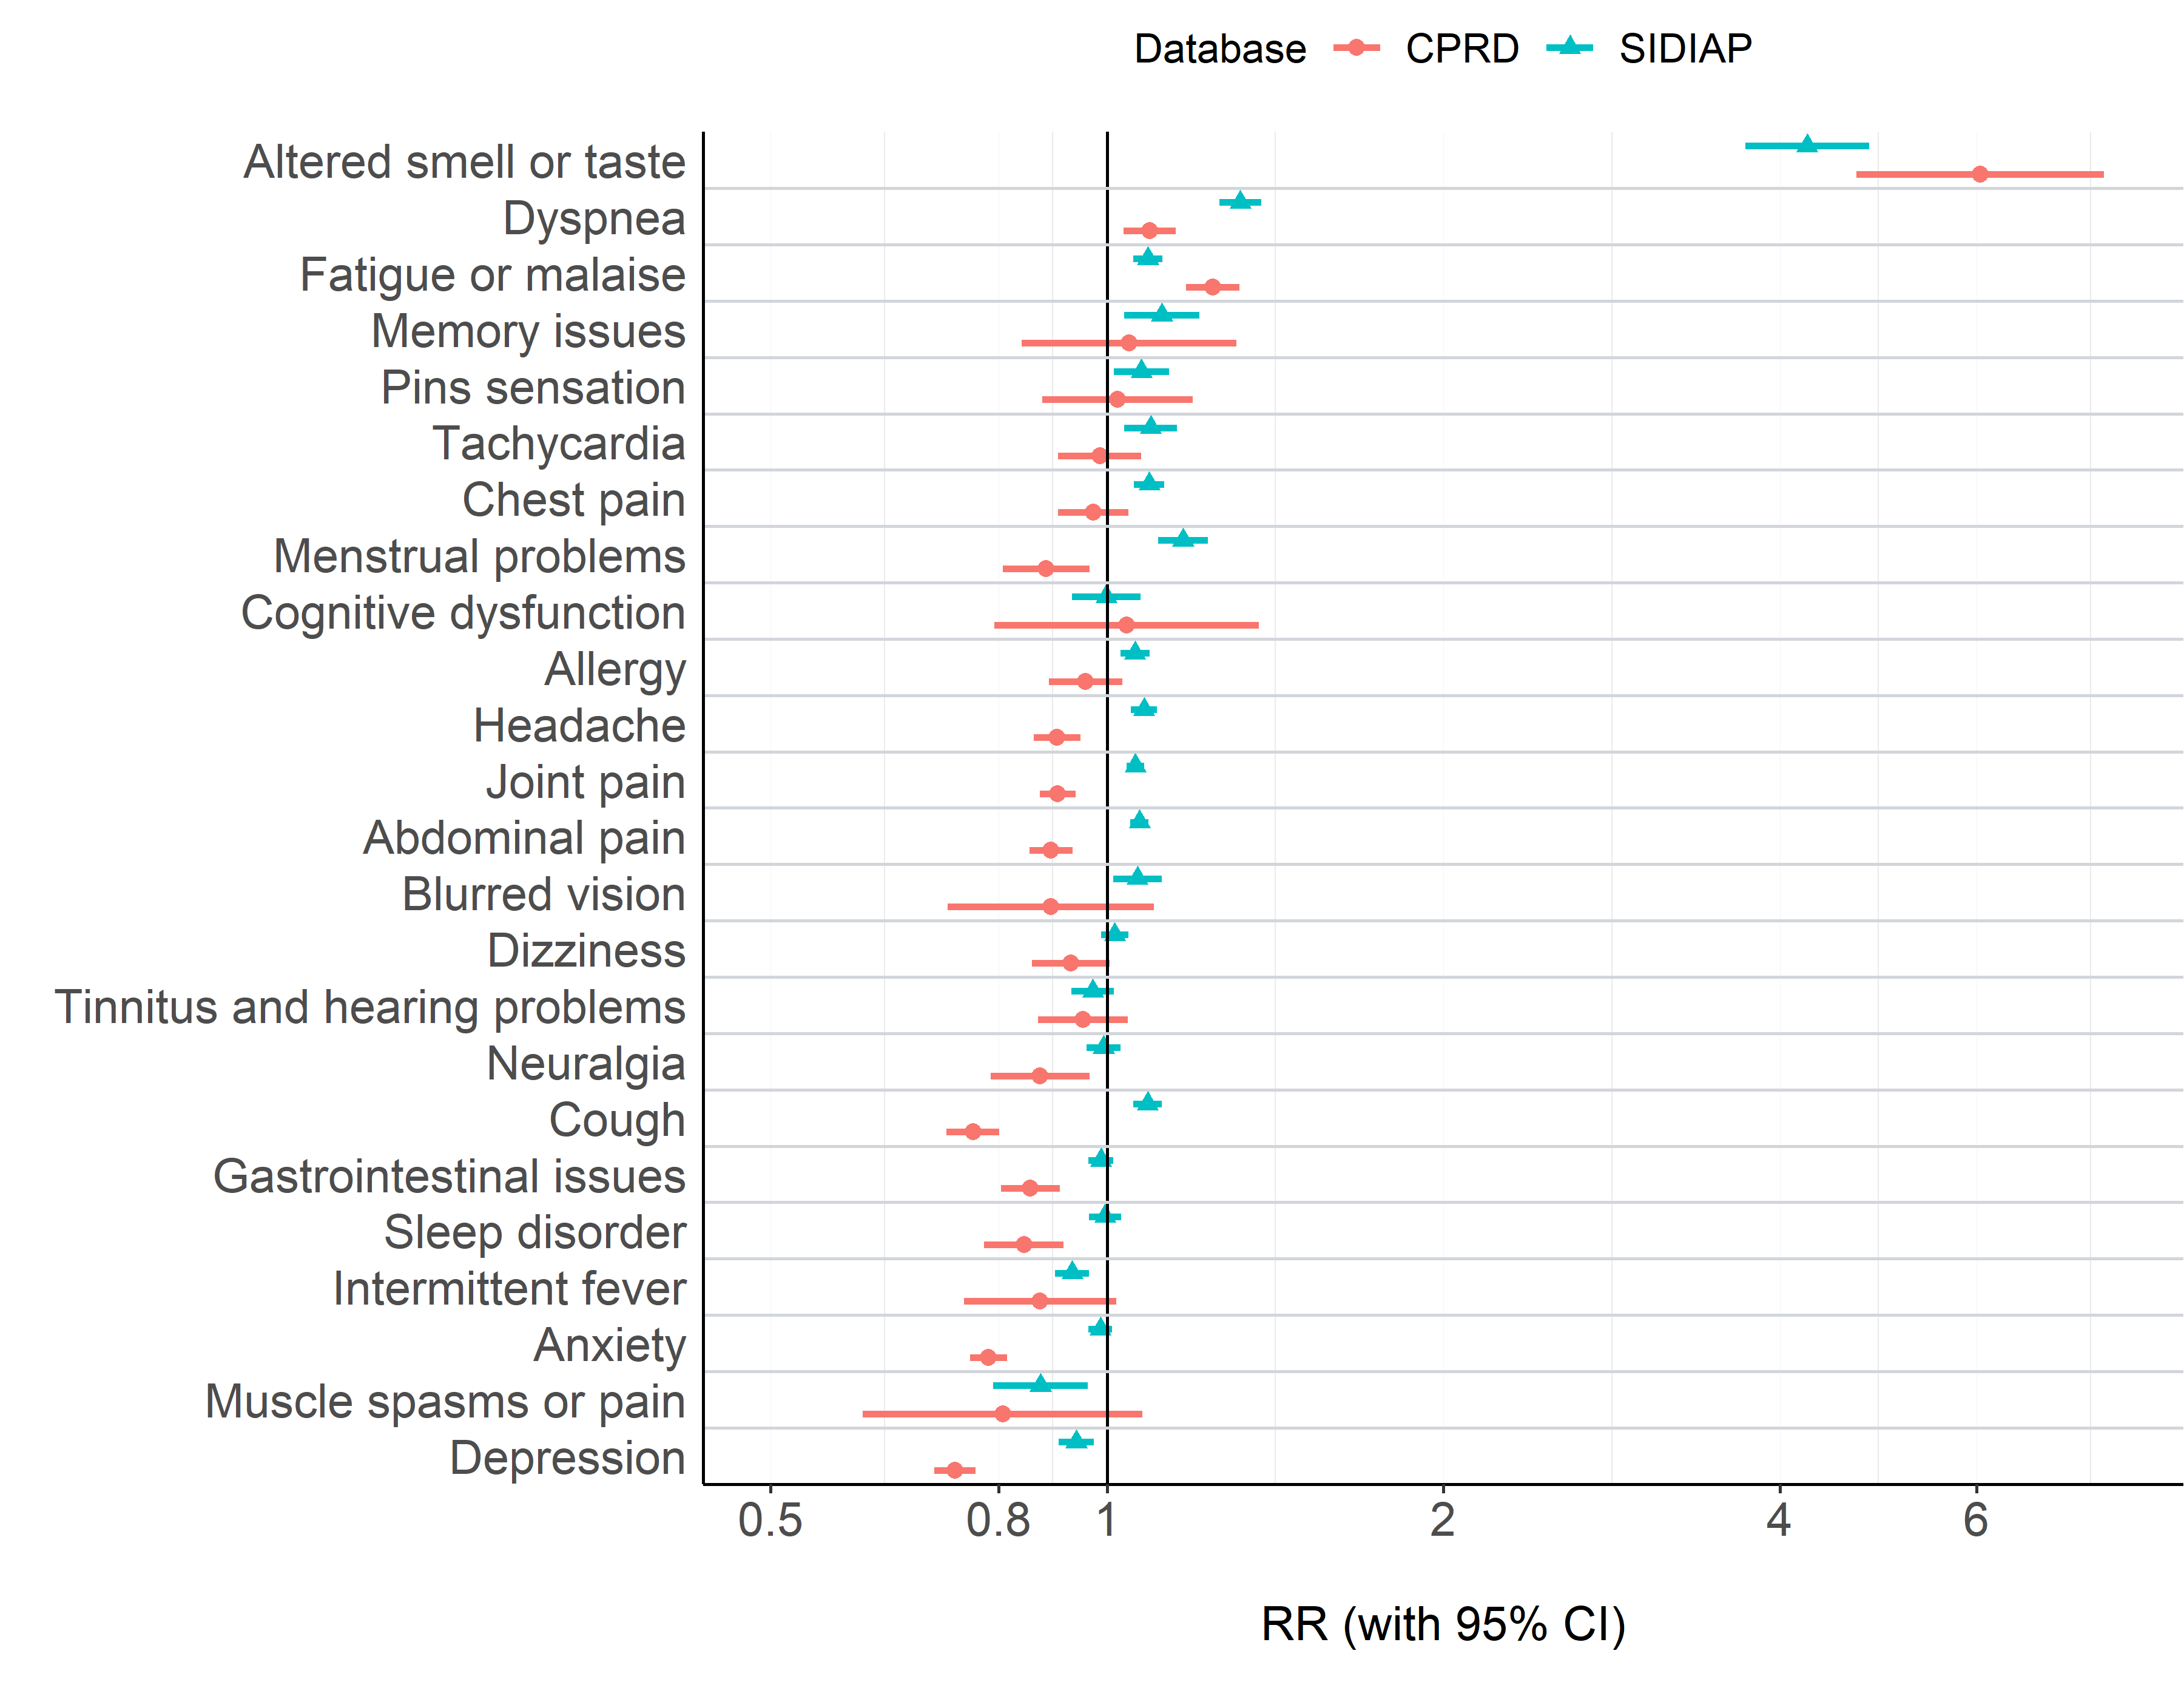 Database CPRD SIDIAP
Altered smell or taste
Dyspnea
Fatigue or malaise
Memory issues
Pins sensation
Tachycardia
Chest pain
Menstrual problems
Cognitive dysfunction
Allergy
Headache
Joint pain
Abdominal pain
Blurred vision
Dizziness
Tinnitus and hearing problems
Neuralgia
Cough
Gastrointestinal issues
Sleep disorder
Intermittent fever
Anxiety
Muscle spasms or pain
Depression
0.5 0.8 1 2 4 6
RR (with 95% CI)